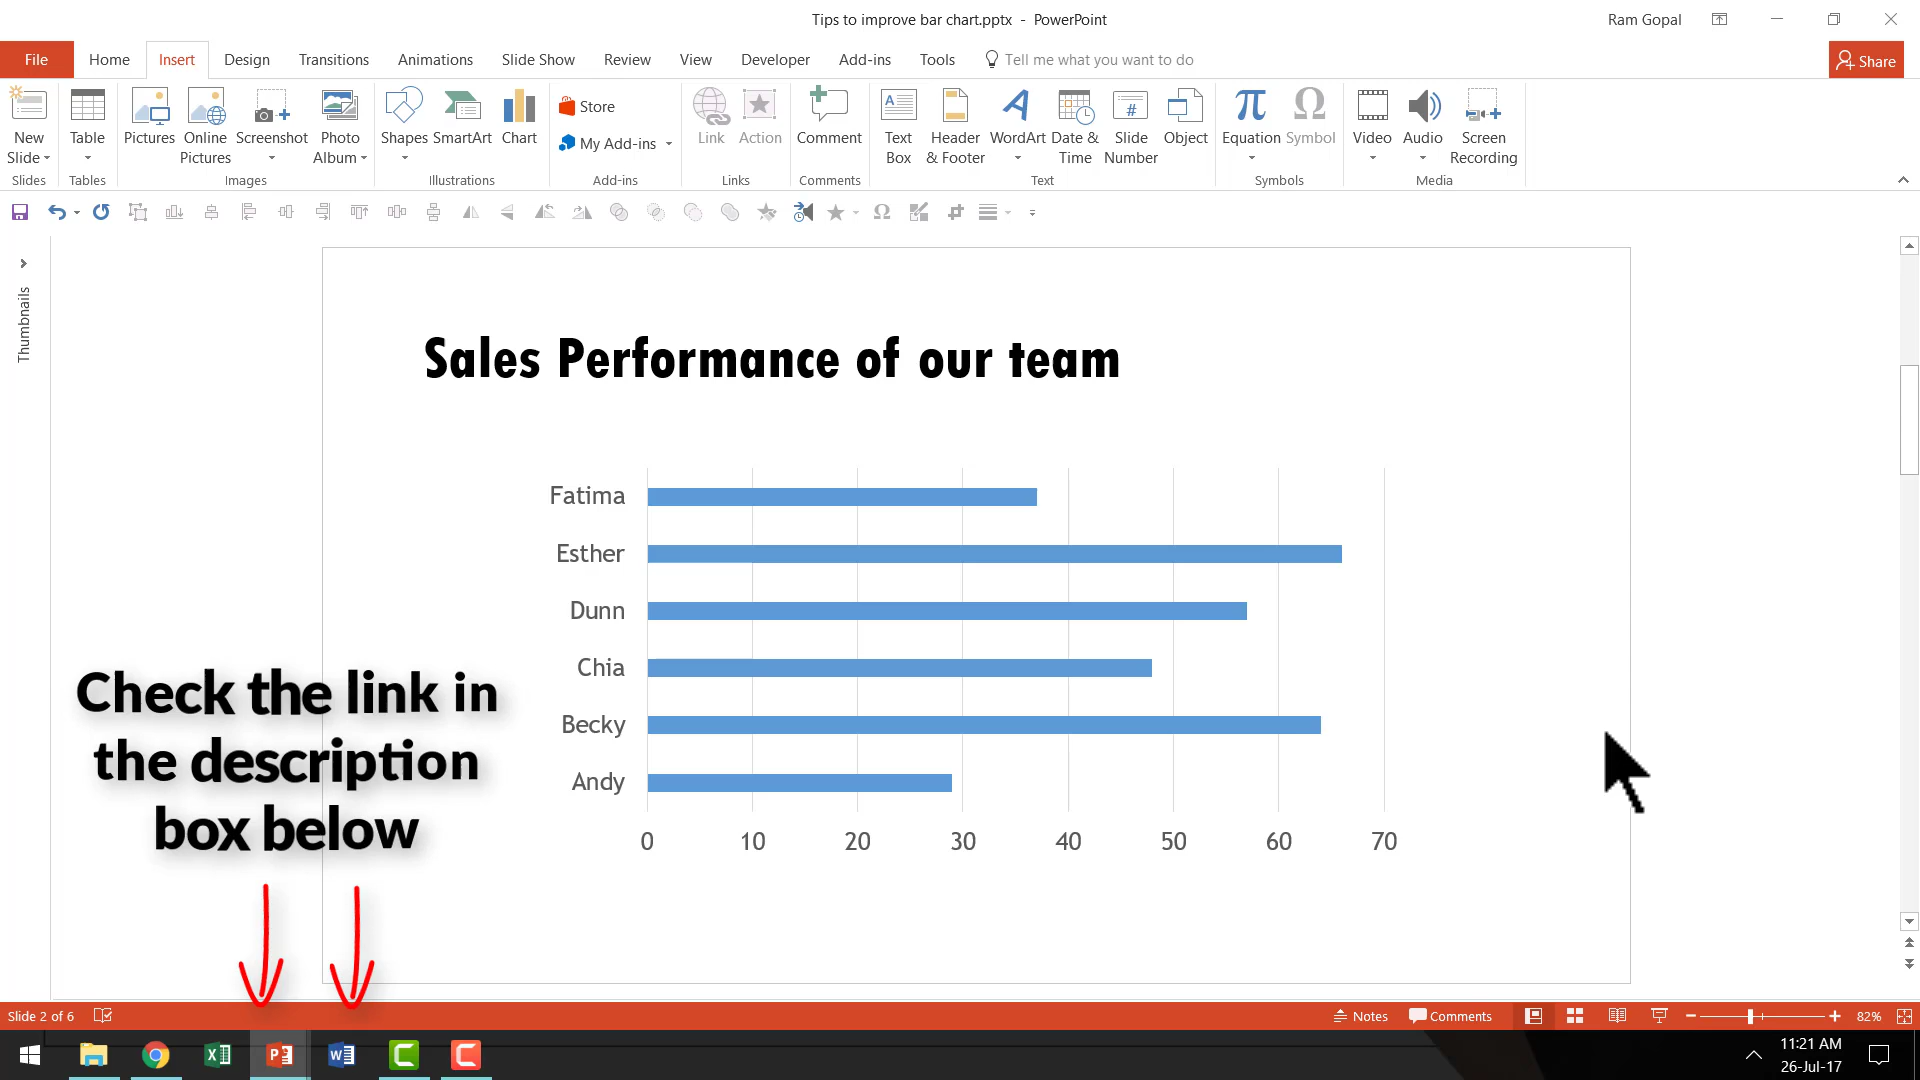 Tips to improve bar chart.pptx - PowerPoint
Ram Gopal
File Home Insert Design Transitions Animations Slide Show Review View Developer Add-ins Tools Tell me what you want to do Share
New Slide
Table
Pictures
Online Pictures
Screenshot
Photo Album
Shapes
SmartArt
Chart
Store
My Add-ins
Link
Action
Comment
Text Box
Header & Footer
WordArt
Date & Time
Slide Number
Object
Equation
Symbol
Video
Audio
Screen Recording
Slides Tables Images Illustrations Add-ins Links Comments Text Symbols Media
Thumbnails
Sales Performance of our team
Fatima
Esther
Dunn
Chia
Becky
Andy
0 10 20 30 40 50 60 70
Check the link in
the description
box below
Slide 2 of 6
Notes Comments 82%
11:21 AM
26-Jul-17